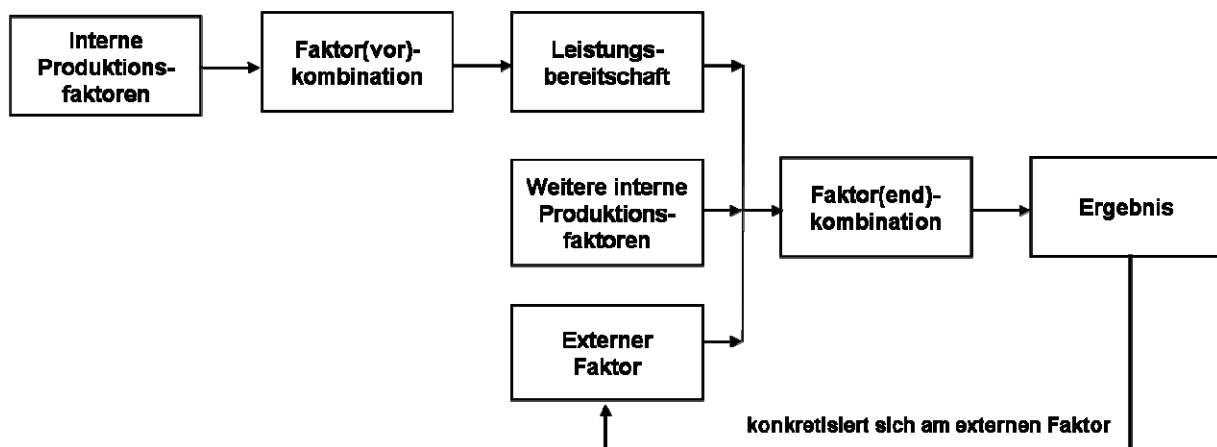 Interne
Produktions-
faktoren
Faktor(vor)-
kombination
Leistungs-
bereitschaft
Weitere interne
Produktions-
faktoren
Faktor(end)-
kombination
Ergebnis
Externer
Faktor
konkretisiert sich am externen Faktor